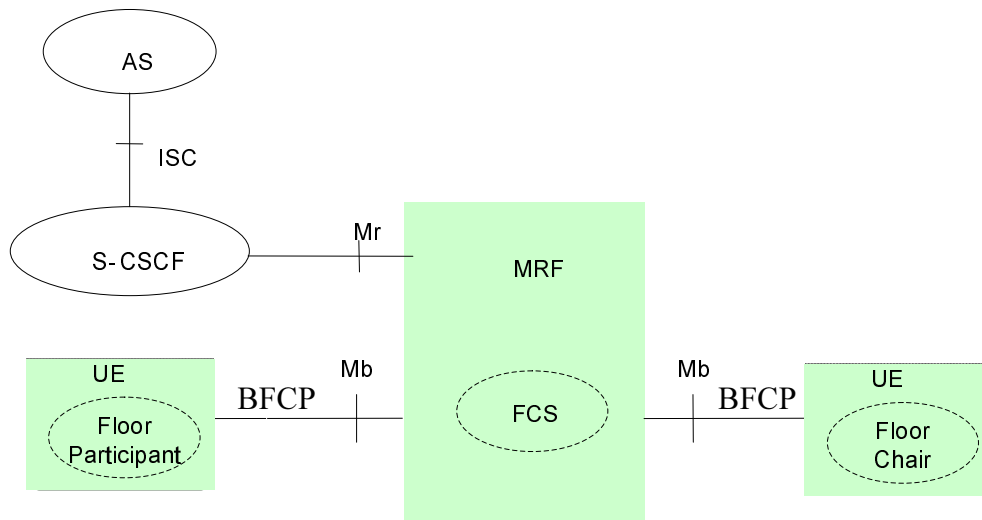 AS
ISC
S-CSCF
Mr
MRF
UE
Floor
Participant
BFCP
Mb
FCS
Mb
BFCP
UE
Floor
Chair